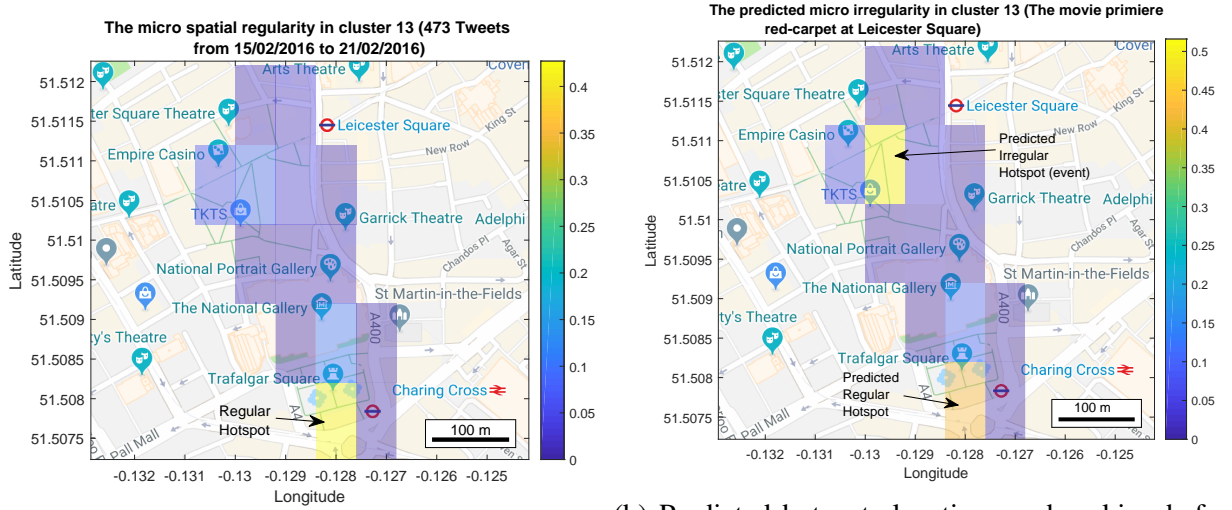 The micro spatial regularity in cluster 13 (473 Tweets
from 15/02/2016 to 21/02/2016)
51.512
51.5115
51.511
51.5105
51.51
51.5095
51.509
51.5085
51.508
51.5075
Latitude
-0.132
-0.131
-0.13
-0.129
-0.128
-0.127
-0.126
-0.125
Longitude
Arts Theatre
Cover
ter Square Theatre
Leicester Square
King St
Empire Casino
New Row
TKTS
Garrick Theatre
Adelphi
atre
Chandos Pl
Agar St
National Portrait Gallery
The National Gallery
St Martin-in-the-Fields
A400
ty's Theatre
Trafalgar Square
Charing Cross
A4
Regular
Hotspot
Pall Mall
100 m
0.4
0.35
0.3
0.25
0.2
0.15
0.1
0.05
0
The predicted micro irregularity in cluster 13 (The movie primiere
red-carpet at Leicester Square)
51.512
51.5115
51.511
51.5105
51.51
51.5095
51.509
51.5085
51.508
51.5075
Latitude
-0.132
-0.131
-0.13
-0.129
-0.128
-0.127
-0.126
-0.125
Longitude
Arts Theatre
Cov
ster Square Theatre
Leicester Square
King St
Empire Casino
New Row
Predicted
Irregular
Hotspot (event)
TKTS
Garrick Theatre
Adelphi
eatre
Chandos Pl
Agar St
National Portrait Gallery
The National Gallery
St Martin-in-the-Fields
A400
ty's Theatre
Trafalgar Square
Charing Cross
Predicted
Regular
Hotspot
A4
Pall Mall
100 m
0.5
0.45
0.4
0.35
0.3
0.25
0.2
0.15
0.1
0.05
0